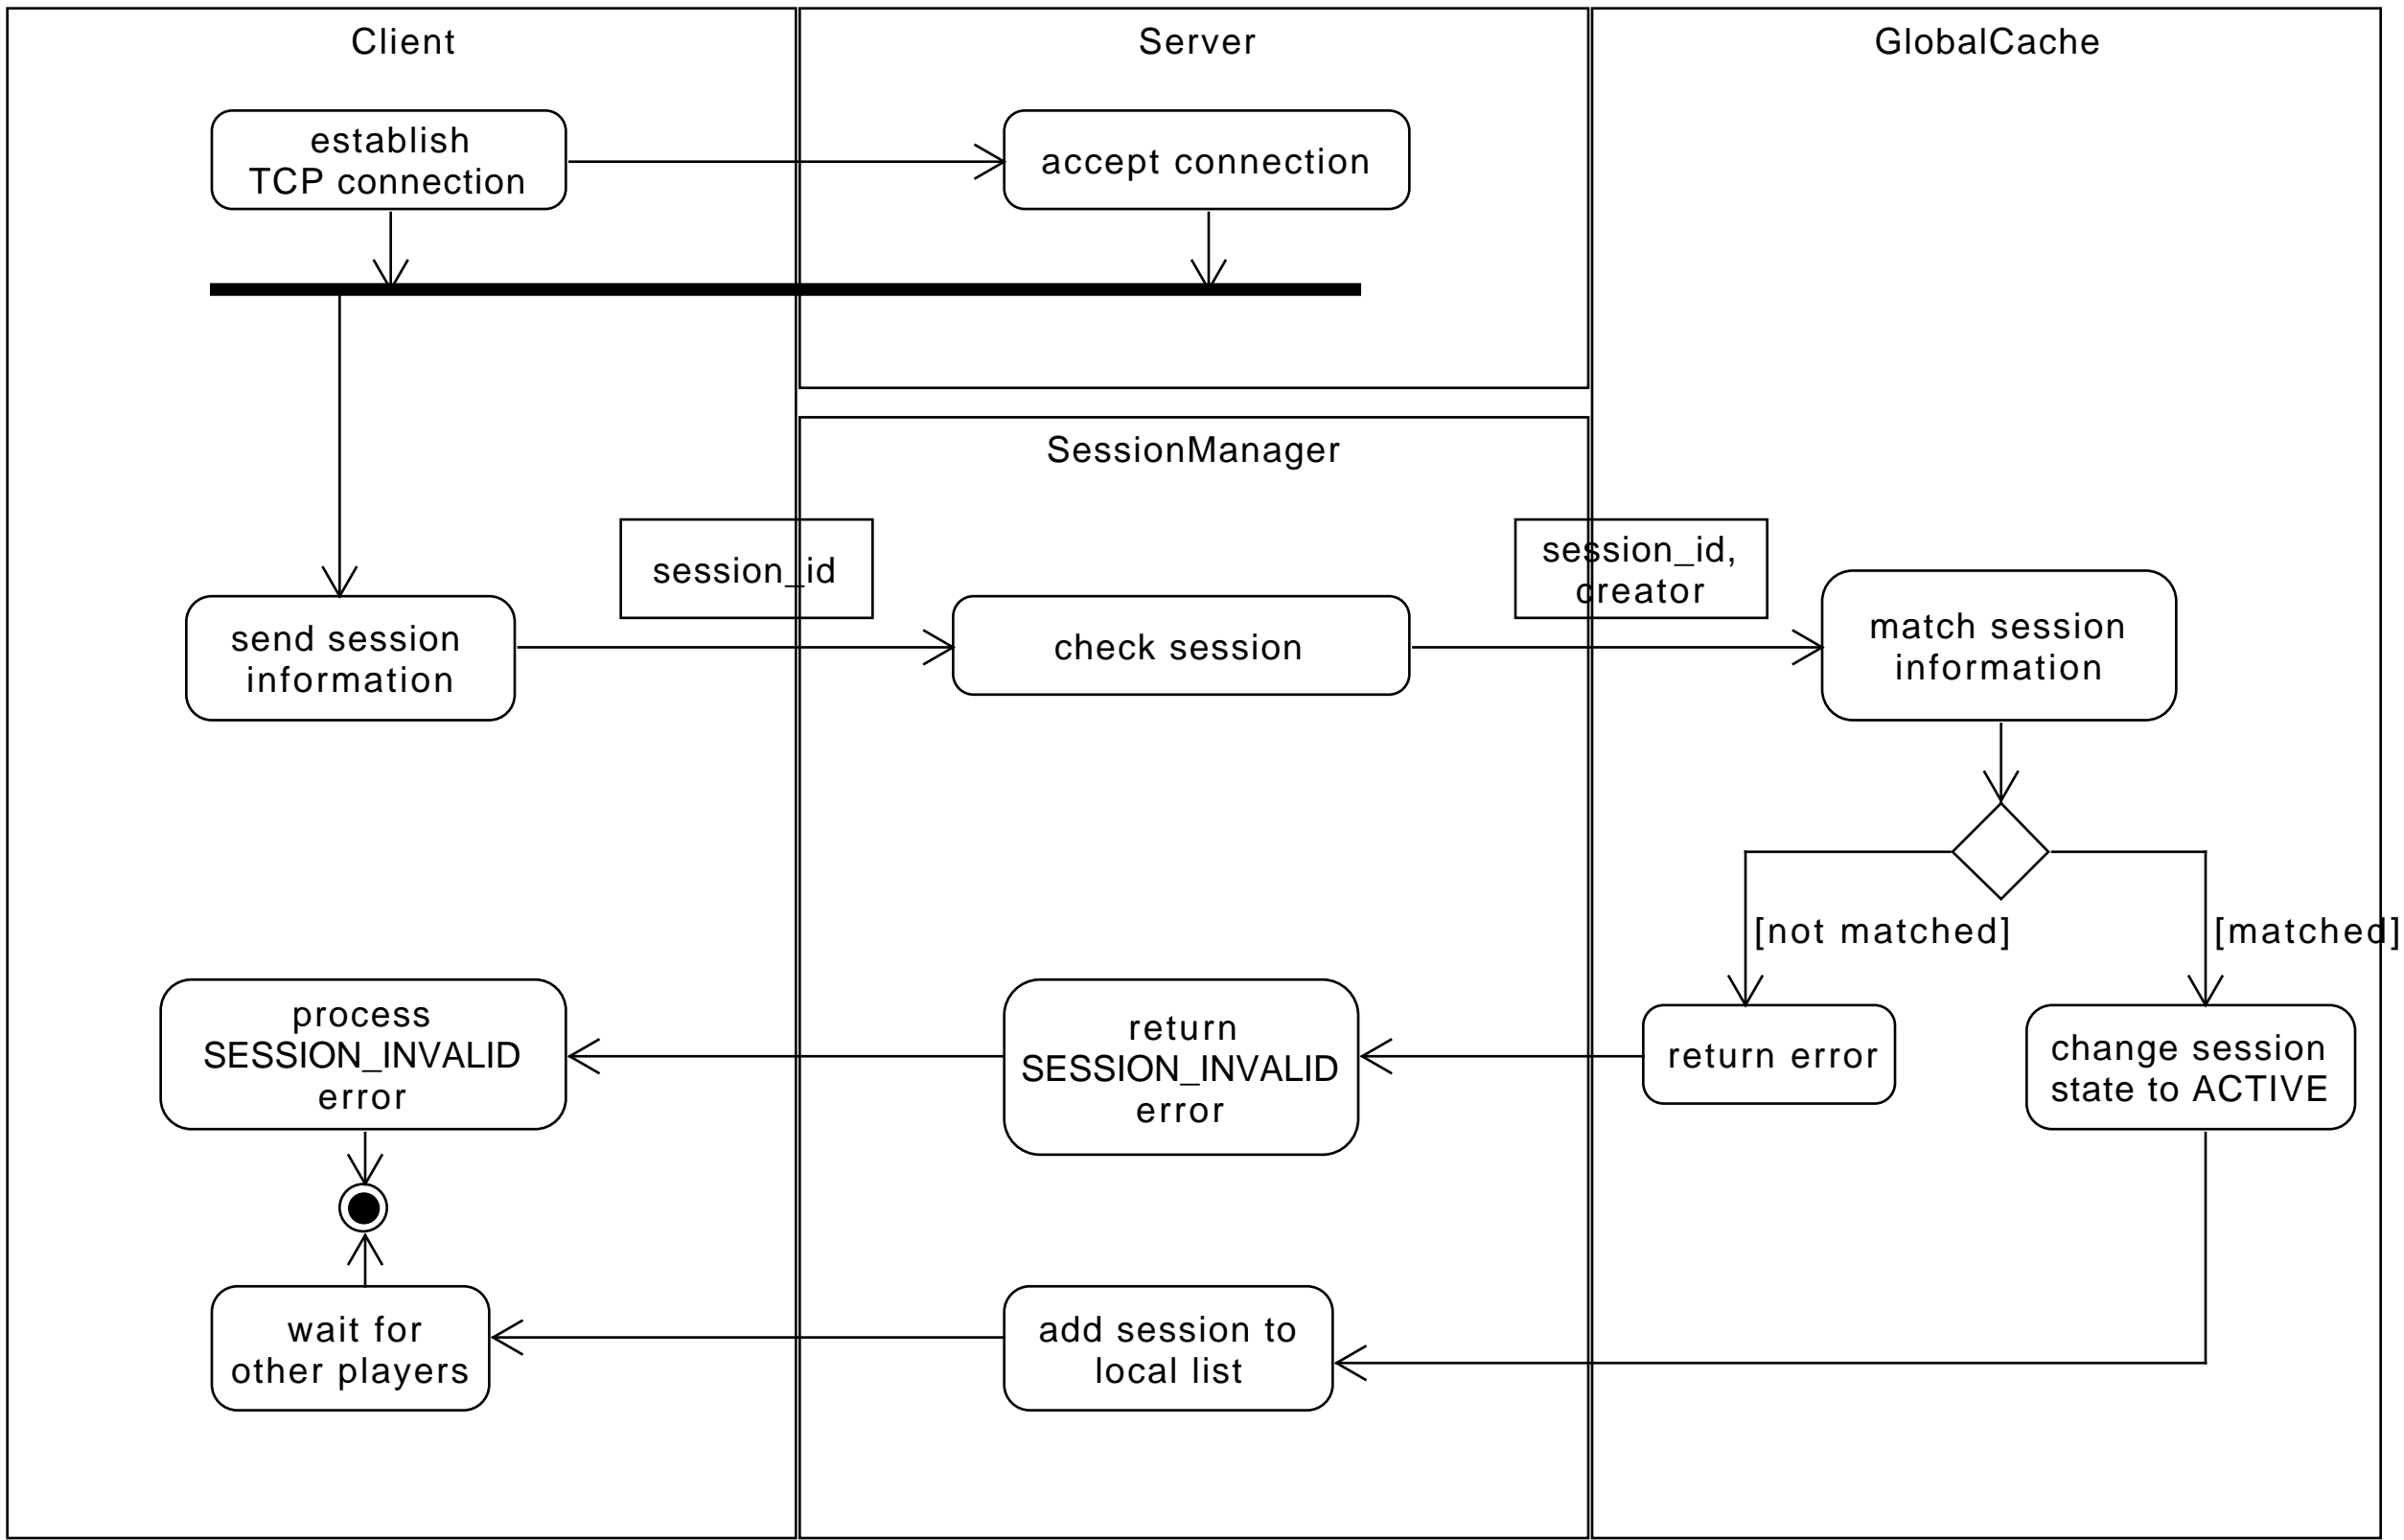 Client
Server
GlobalCache
establish
TCP connection
accept connection
SessionManager
session_id
session_id,
creator
send session
information
check session
match session
information
[not matched]
[matched]
process
SESSION_INVALID
error
return
SESSION_INVALID
error
return error
change session
state to ACTIVE
wait for
other players
add session to
local list